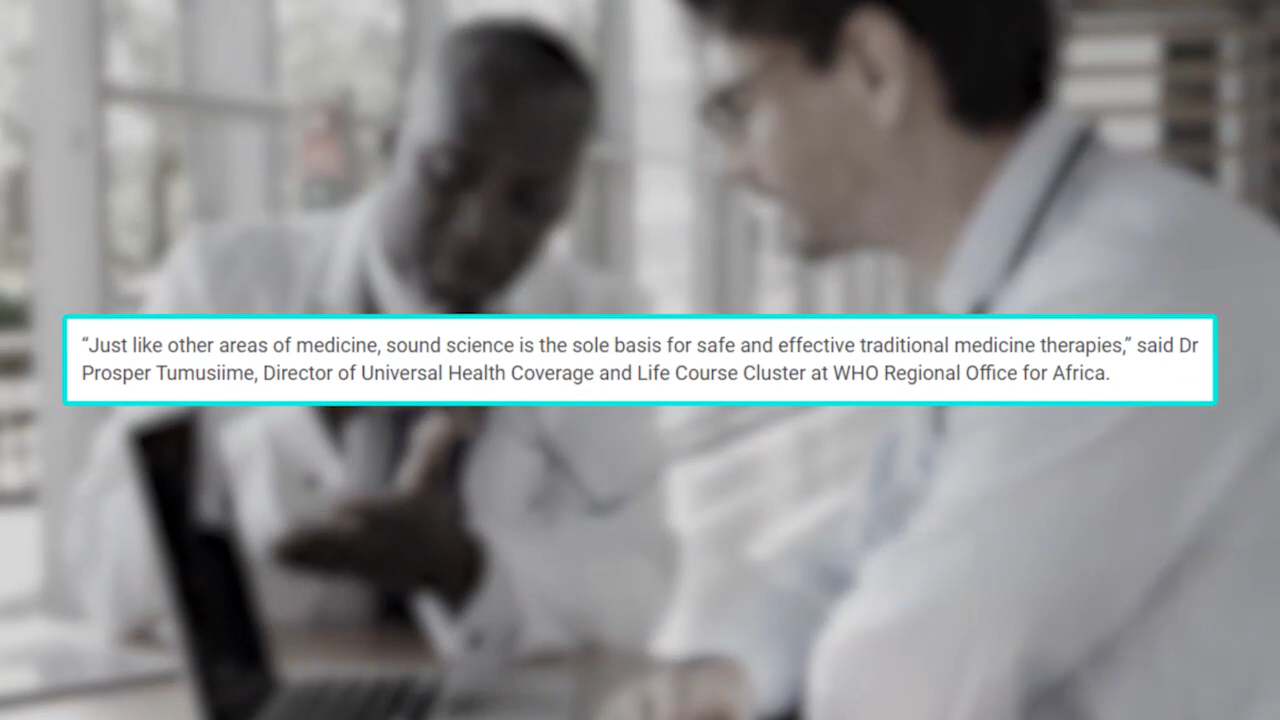 “Just like other areas of medicine, sound science is the sole basis for safe and effective traditional medicine therapies,” said Dr
Prosper Tumusiime, Director of Universal Health Coverage and Life Course Cluster at WHO Regional Office for Africa.